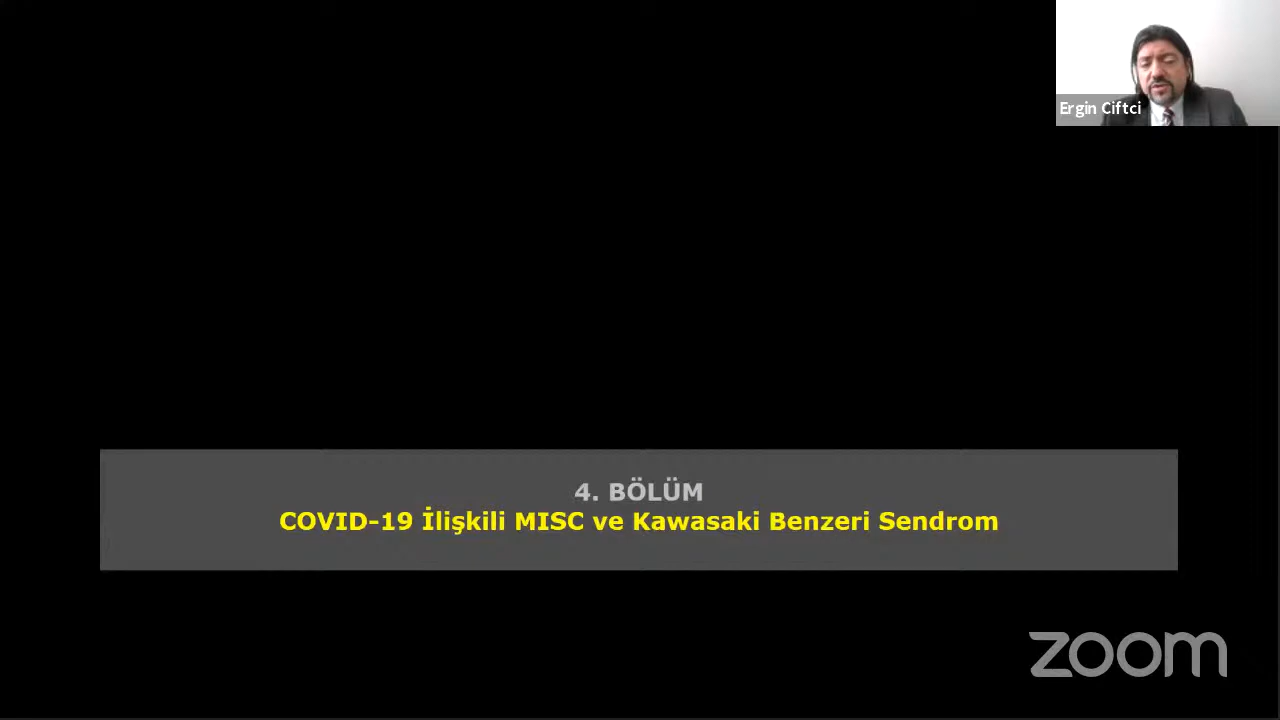 Ergin Ciftci
4. BÖLÜM
COVID-19 İlişkili MISC ve Kawasaki Benzeri Sendrom
zoom